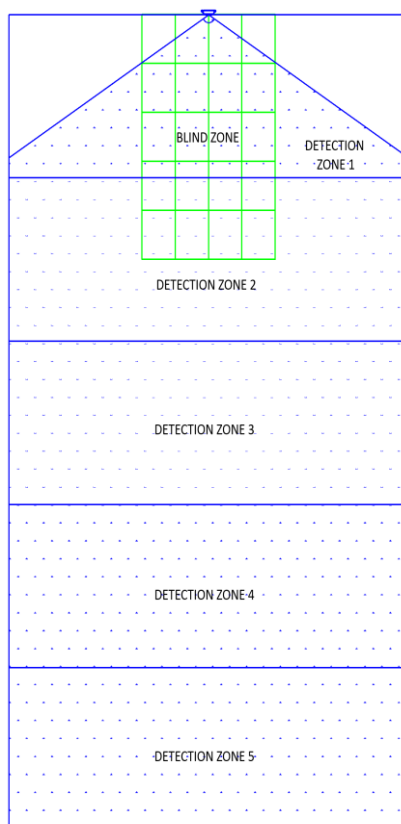 BLIND ZONE
DETECTION
ZONE 1
DETECTION ZONE 2
DETECTION ZONE 3
DETECTION ZONE 4
DETECTION ZONE 5